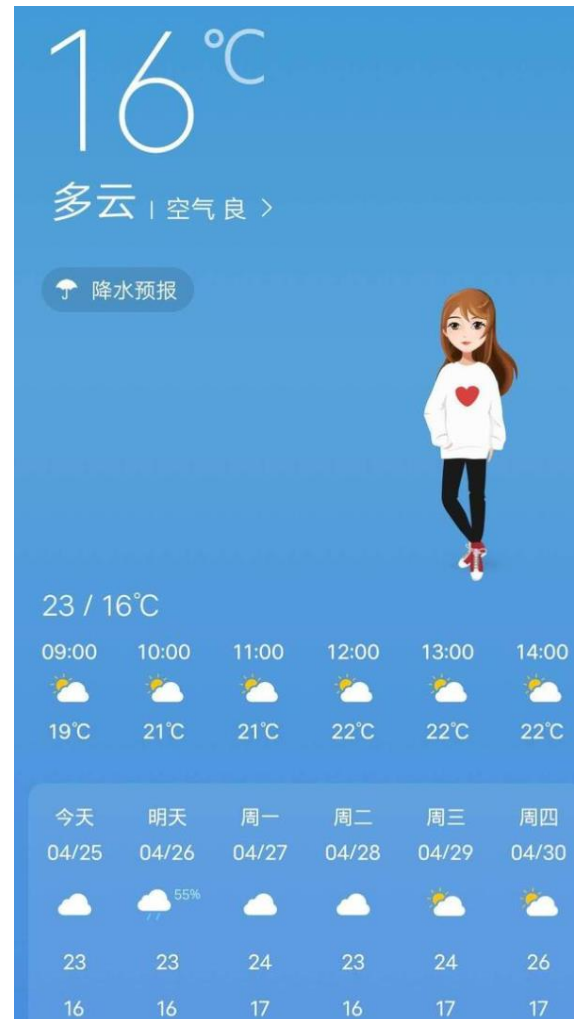 16℃
多云 | 空气 良 >
降水预报
23 / 16℃
09:00 10:00 11:00 12:00 13:00 14:00
19℃ 21℃ 21℃ 22℃ 22℃ 22℃
今天 明天 周一 周二 周三 周四
04/25 04/26 04/27 04/28 04/29 04/30
55%
23 23 24 23 24 26
16 16 17 16 17 17